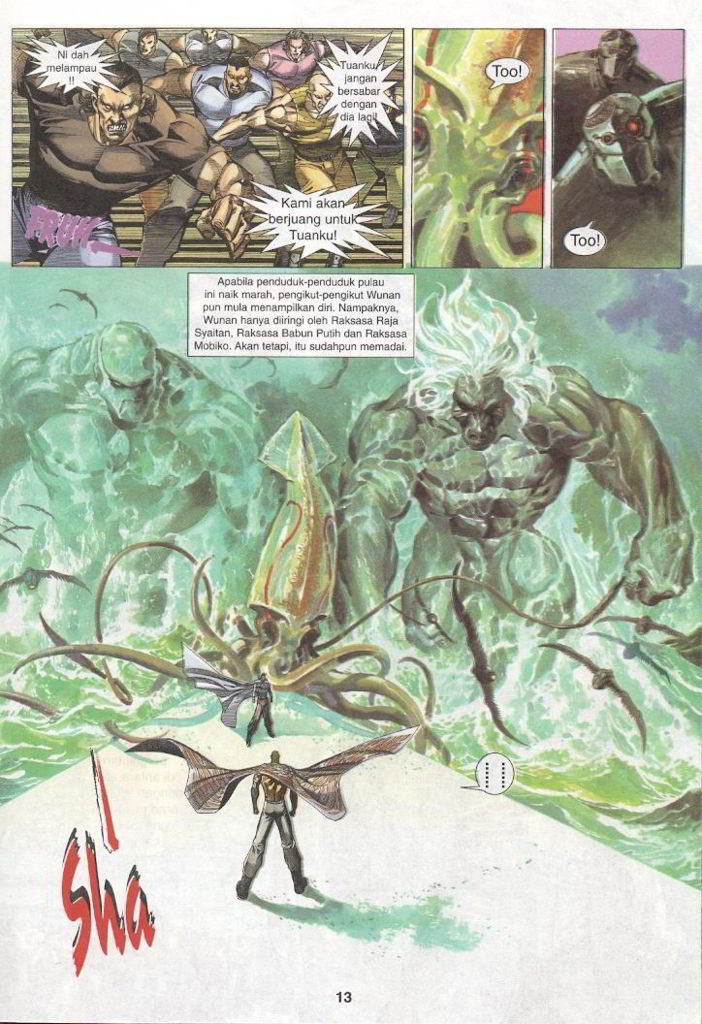 Ni dah
melampau
!!
Tuanku,
jangan
bersabar
dengan
dia lagi!
Kami akan
berjuang untuk
Tuanku!
FRUU
Too!
Too!
Apabila penduduk-penduduk pulau
ini naik marah, pengikut-pengikut Wunan
pun mula menampilkan diri. Nampaknya,
Wunan hanya diiringi oleh Raksasa Raja
Syaitan, Raksasa Babun Putih dan Raksasa
Mobiko. Akan tetapi, itu sudahpun memadai.
!!
Sha
!
13